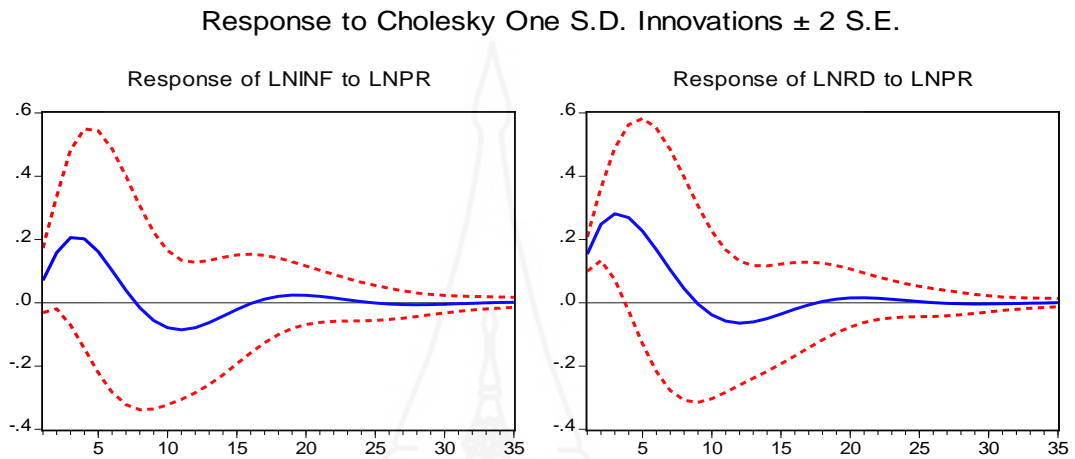 Response to Cholesky One S.D. Innovations ± 2 S.E.
Response of LNINF to LNPR
.6
.4
.2
.0
-.2
-.4
5 10 15 20 25 30 35
Response of LNRD to LNPR
.6
.4
.2
.0
-.2
-.4
5 10 15 20 25 30 35